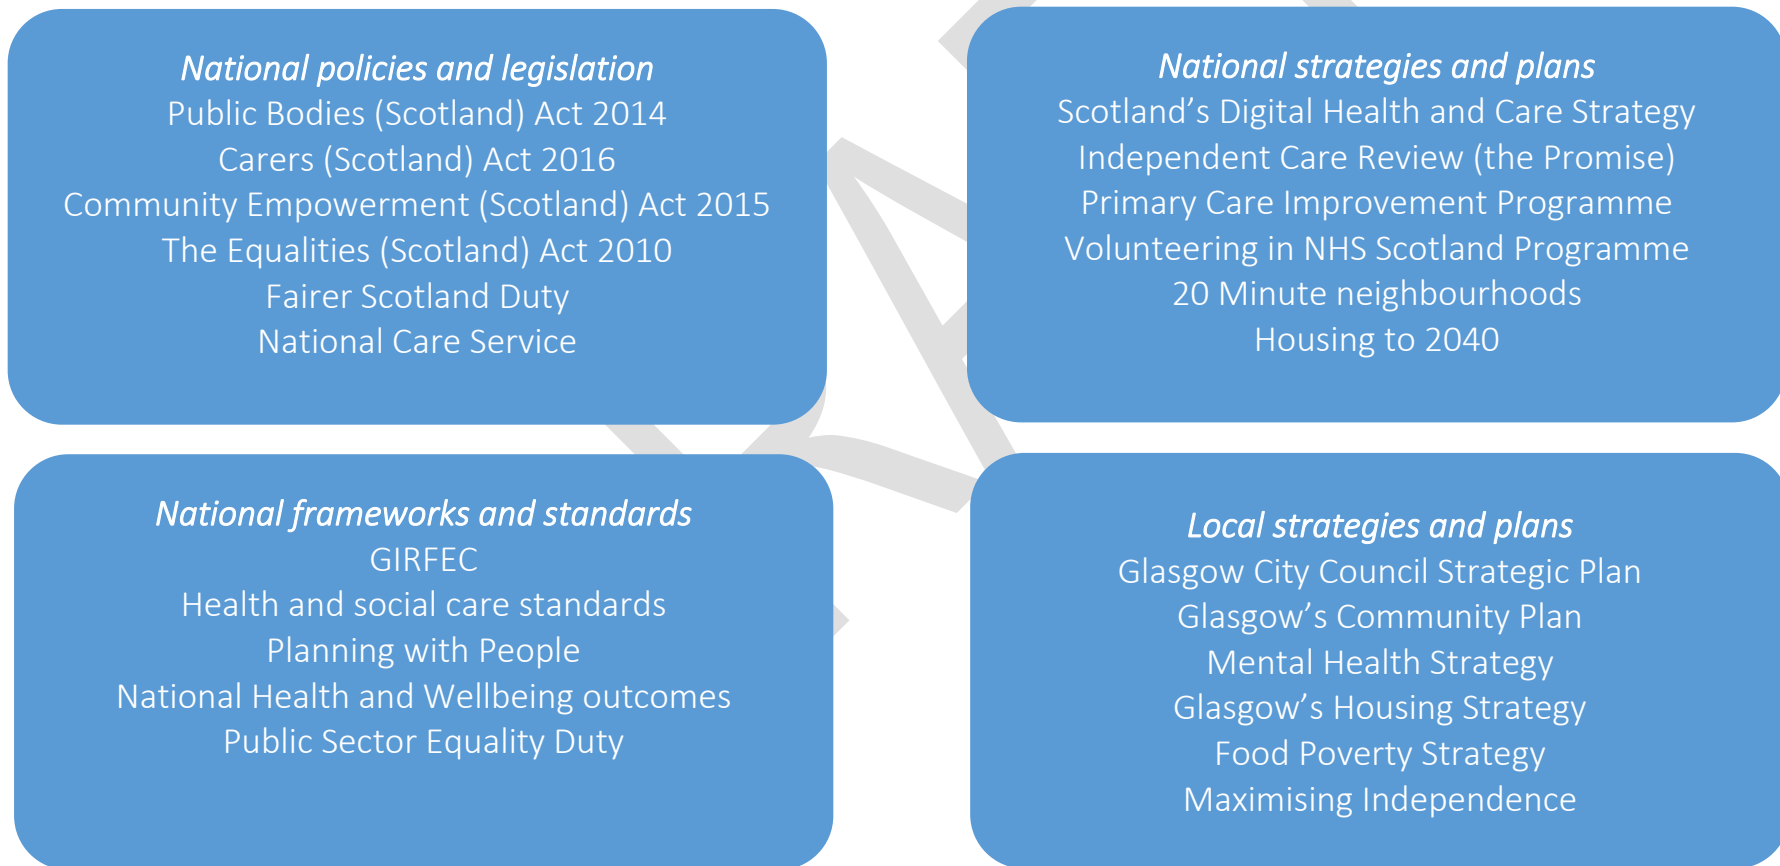 National policies and legislation
Public Bodies (Scotland) Act 2014
Carers (Scotland) Act 2016
Community Empowerment (Scotland) Act 2015
The Equalities (Scotland) Act 2010
Fairer Scotland Duty
National Care Service
National strategies and plans
Scotland’s Digital Health and Care Strategy
Independent Care Review (the Promise)
Primary Care Improvement Programme
Volunteering in NHS Scotland Programme
20 Minute neighbourhoods
Housing to 2040
National frameworks and standards
GIRFEC
Health and social care standards
Planning with People
National Health and Wellbeing outcomes
Public Sector Equality Duty
Local strategies and plans
Glasgow City Council Strategic Plan
Glasgow’s Community Plan
Mental Health Strategy
Glasgow’s Housing Strategy
Food Poverty Strategy
Maximising Independence